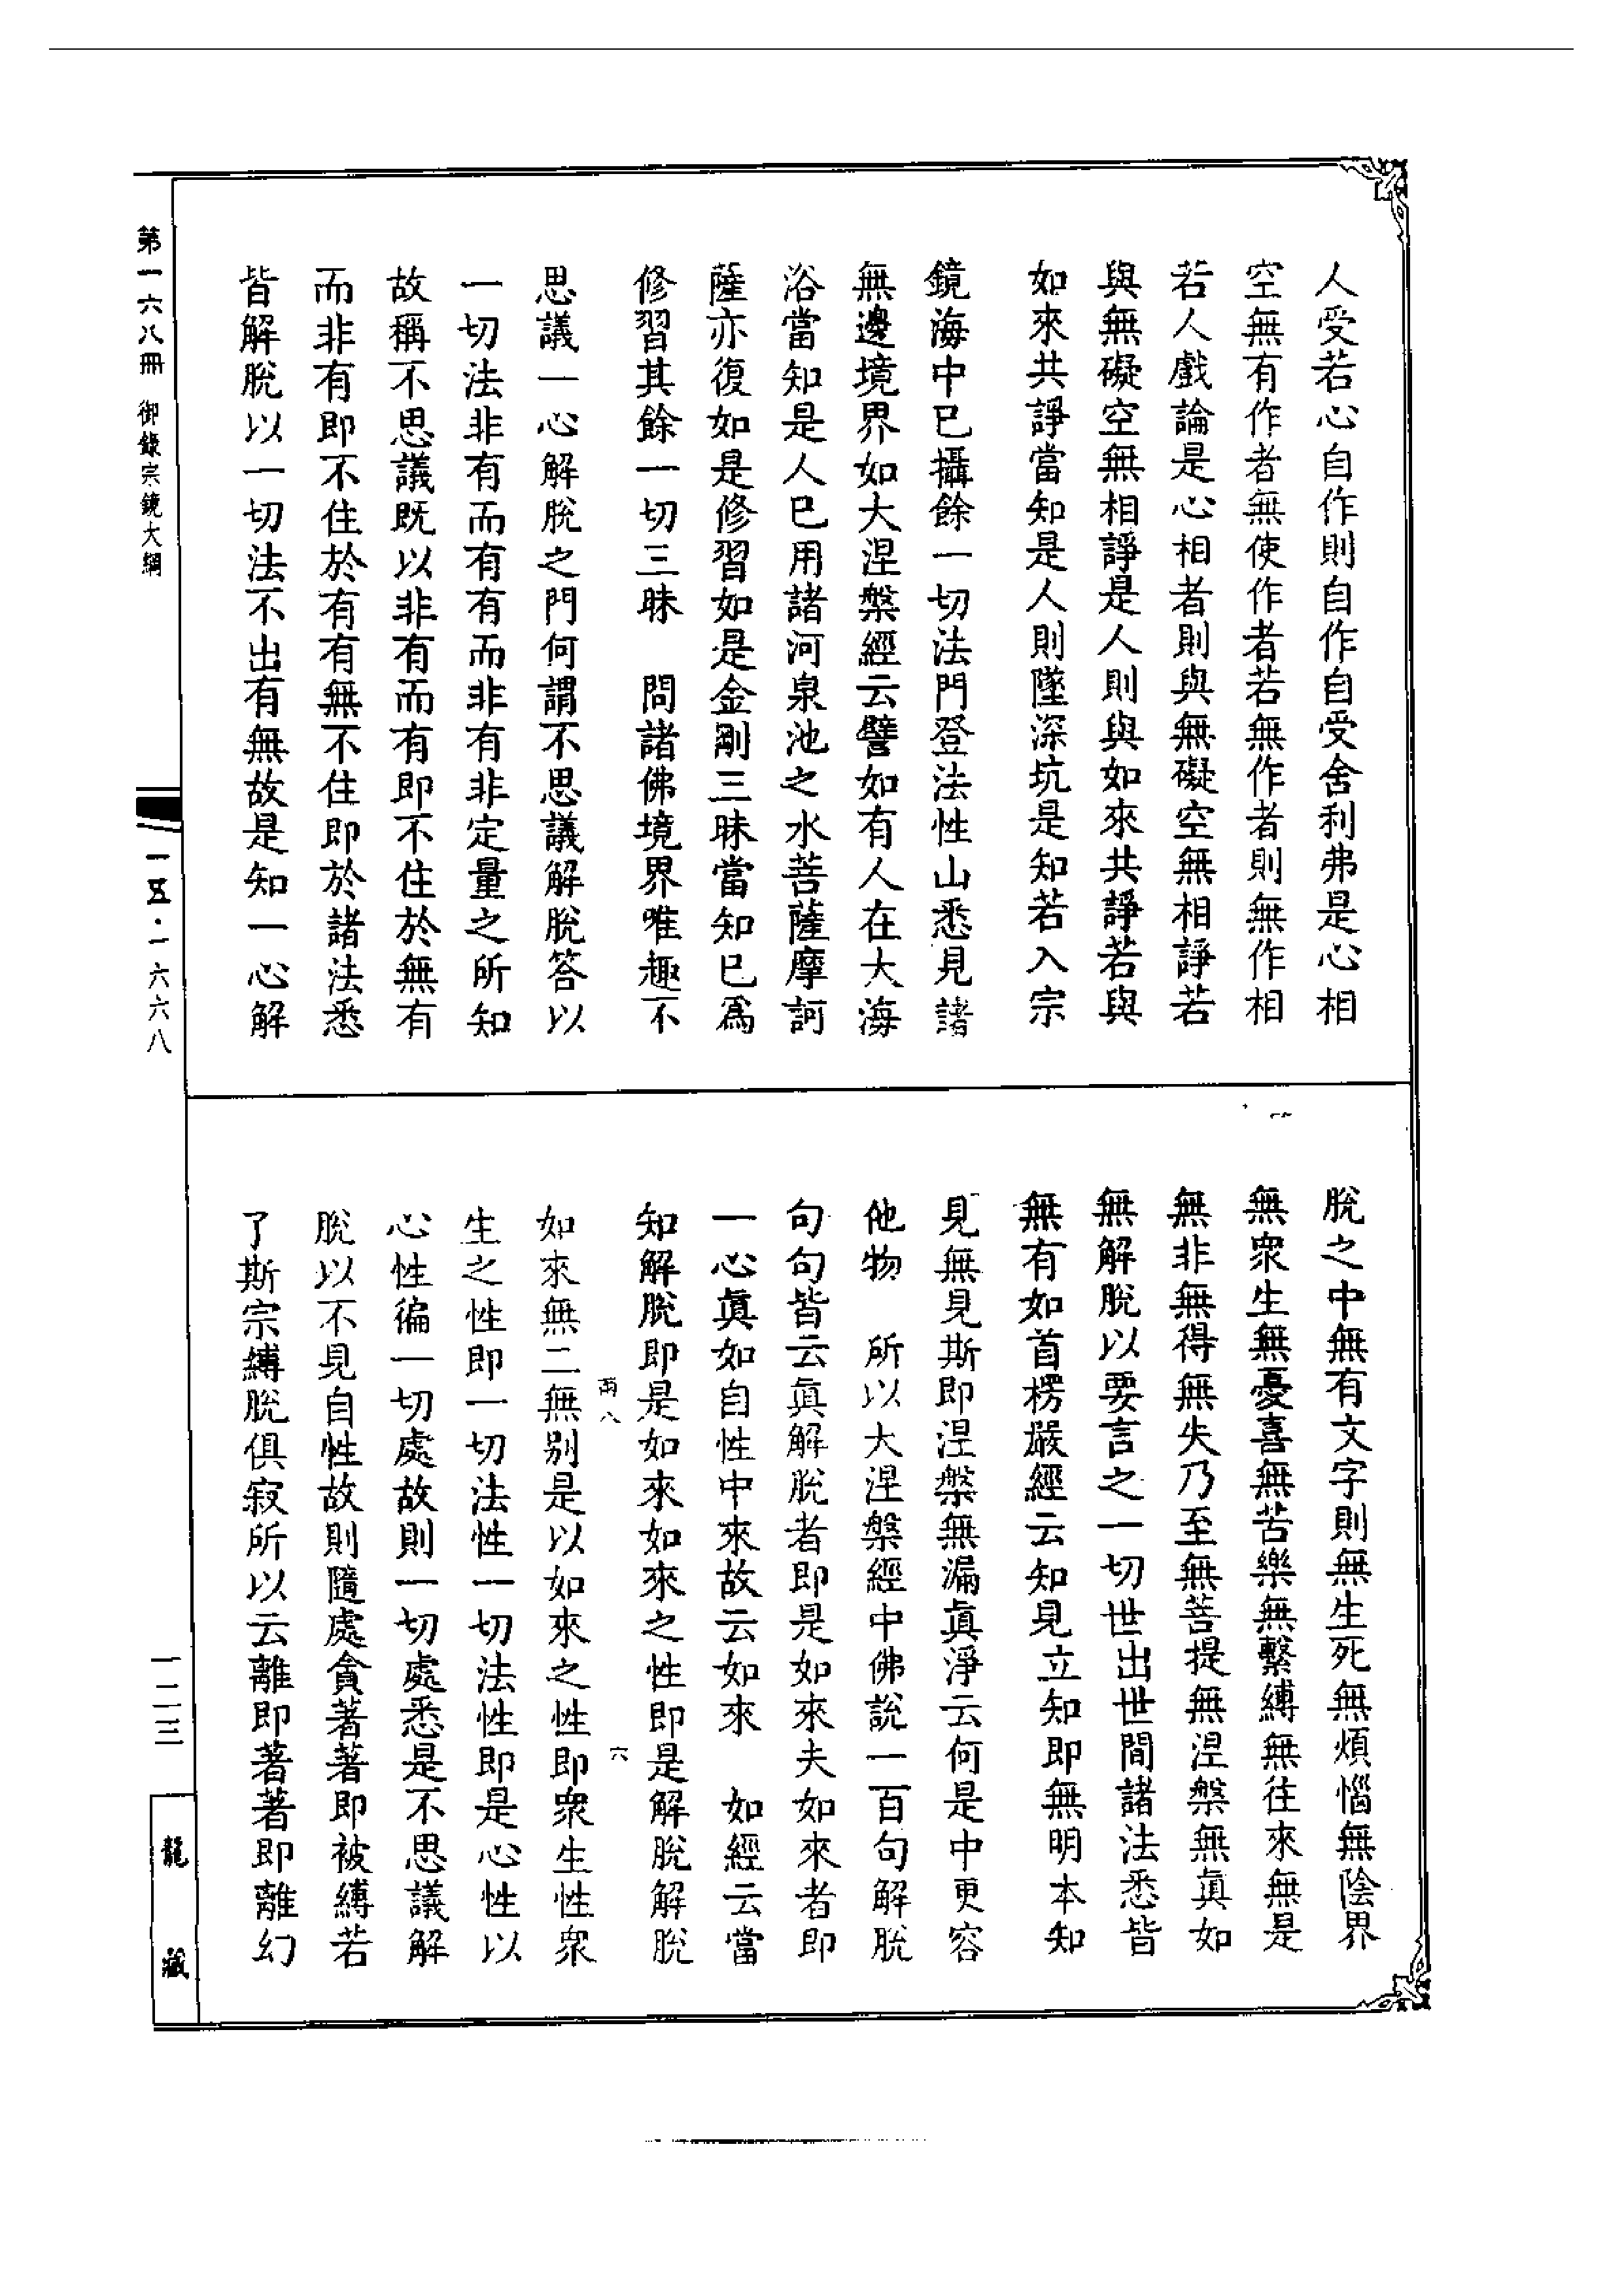 人受若心自作則自作自受舍利弗是心相
空無有作者無使作者若無作者則無作相
若人戲論是心相者則與無礙空無相諍若
與無礙空無相諍是人則與如來共諍若與
如來共諍當知是人則墜深坑是知若入宗
鏡海中已攝餘一切法門登法性山悉見諸
無邊境界如大涅槃經云譬如有人在大海
浴當知是人已用諸河泉池之水菩薩摩訶
薩亦復如是修習如是金剛三昧當知已爲
修習其餘一切三昧　問諸佛境界唯趣不
思議一心解脫之門何謂不思議解脫答以
一切法非有而有有而非有非定量之所知
故稱不思議既以非有而有即不住於無有
而非有即不住於有有無不住即於諸法悉
皆解脫以一切法不出有無故是知一心解
脫之中無有文字則無生死無煩惱無陰界
無眾生無憂喜無苦樂無繫縛無往來無是
無非無得無失乃至無菩提無涅槃無眞如
無解脫以要言之一切世出世間諸法悉皆
無有如首楞嚴經云知見立知即無明本知
見無見斯即涅槃無漏眞淨云何是中更容
他物　所以大涅槃經中佛說一百句解脫
句句皆云眞解脫者即是如來夫如來者即
一心眞如自性中來故云如來　如經云當
知解脫即是如來如來之性即是解脫解脫
兩八　六
如來無二無別是以如來之性即眾生性眾
生之性即一切法性一切法性即是心性以
心性徧一切處故則一切處悉是不思議解
脫以不見自性故則隨處貪著著即被縛若
了斯宗縛脫俱寂所以云離即著著即離幻
第一六八冊　御錄宗鏡大綱
一五·一六六八
一二三
龍藏